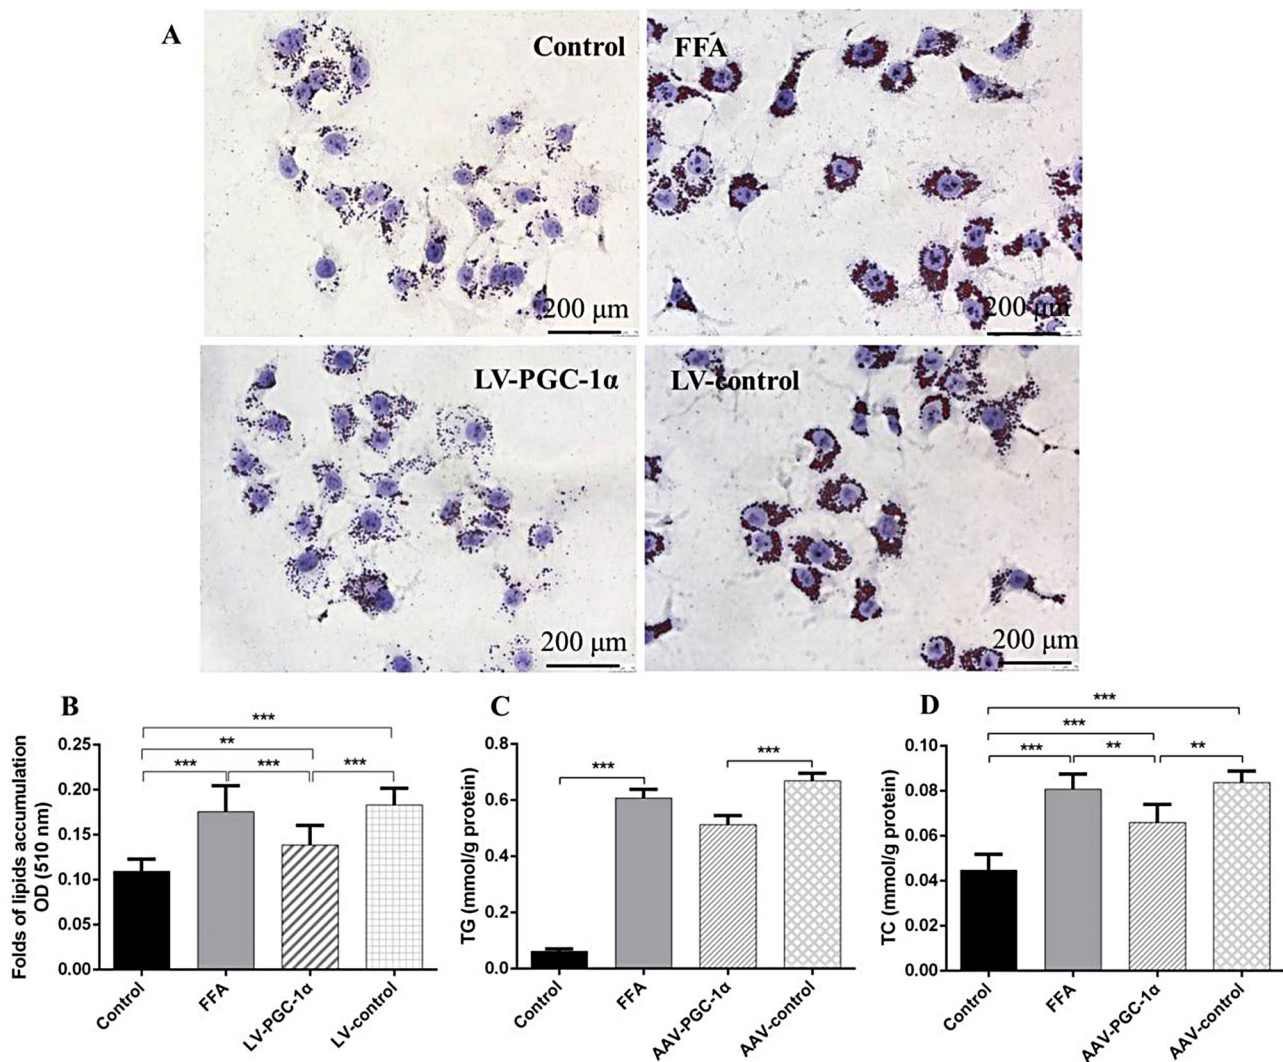 A
Control
FFA
200 μm
200 μm
LV-PGC-1α
LV-control
200 μm
200 μm
B
***
**
***
***
***
0.25
0.20
0.15
0.10
0.05
0.00
Folds of lipids accumulation
OD (510 nm)
Control
FFA
LV-PGC-1α
LV-control
C
***
***
0.8
0.6
0.4
0.2
0.0
TG (mmol/g protein)
Control
FFA
AAV-PGC-1α
AAV-control
D
***
***
***
**
**
0.10
0.08
0.06
0.04
0.02
0.00
TC (mmol/g protein)
Control
FFA
AAV-PGC-1α
AAV-control